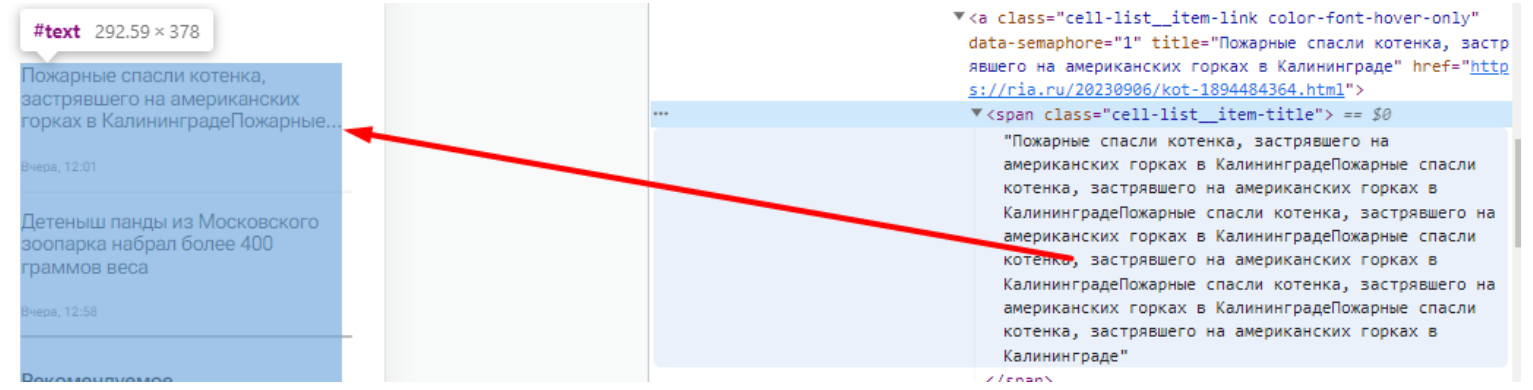 #text 292.59 × 378
Пожарные спасли котенка,
застрявшего на американских
горках в КалининградеПожарные...
Вчера, 12:01
Детеныш панды из Московского
зоопарка набрал более 400
граммов веса
Вчера, 12:58
Рекомендуемое
▼<a class="cell-list__item-link color-font-hover-only"
data-semaphore="1" title="Пожарные спасли котенка, застр
явшего на американских горках в Калининграде" href="http
s://ria.ru/20230906/kot-1894484364.html">
... ▼<span class="cell-list__item-title"> == $0
"Пожарные спасли котенка, застрявшего на
американских горках в КалининградеПожарные спасли
котенка, застрявшего на американских горках в
КалининградеПожарные спасли котенка, застрявшего на
американских горках в КалининградеПожарные спасли
котенка, застрявшего на американских горках в
КалининградеПожарные спасли котенка, застрявшего на
американских горках в КалининградеПожарные спасли
котенка, застрявшего на американских горках в
Калининграде"
</span>